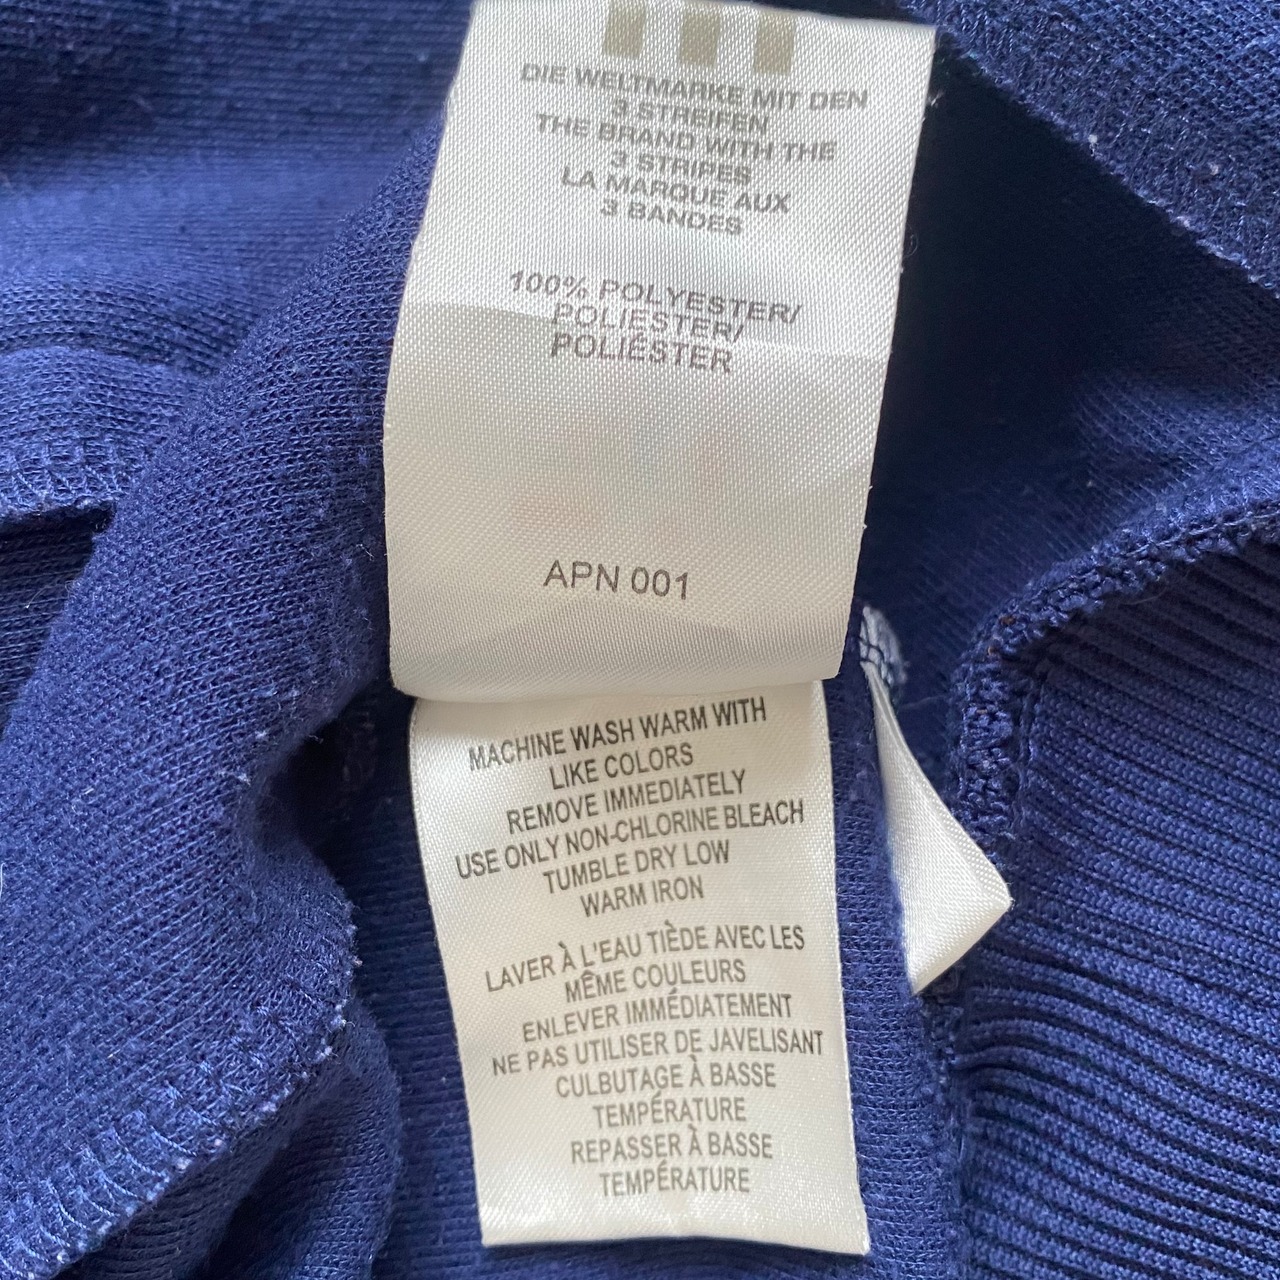 DIE WELTMARKE MIT DEN
3 STREIFEN
THE BRAND WITH THE
3 STRIPES
LA MARQUE AUX
3 BANDES
100% POLYESTER/
POLIESTER/
POLIÉSTER
APN 001
MACHINE WASH WARM WITH
LIKE COLORS
REMOVE IMMEDIATELY
USE ONLY NON-CHLORINE BLEACH
TUMBLE DRY LOW
WARM IRON
LAVER À L'EAU TIÈDE AVEC LES
MÊME COULEURS
ENLEVER IMMÉDIATEMENT
NE PAS UTILISER DE JAVELISANT
CULBUTAGE À BASSE
TEMPÉRATURE
REPASSER À BASSE
TEMPÉRATURE